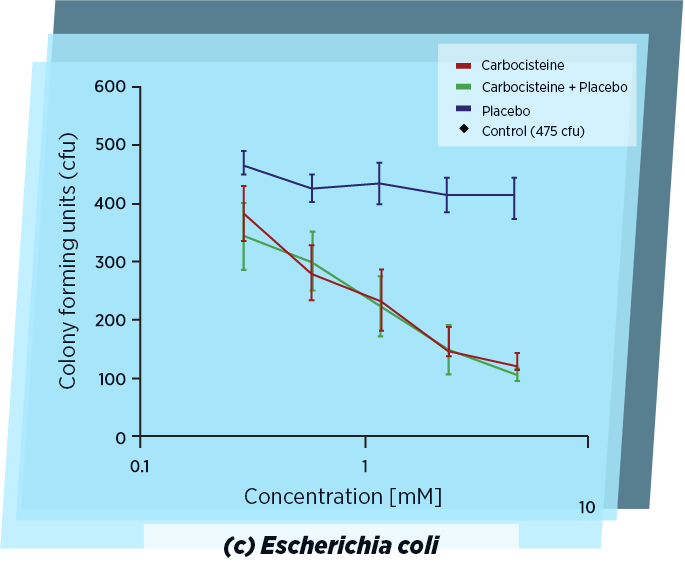 Carbocisteine
Carbocisteine + Placebo
Placebo
Control (475 cfu)
Colony forming units (cfu)
600
500
400
300
200
100
0
0.1
1
10
Concentration [mM]
(c) Escherichia coli